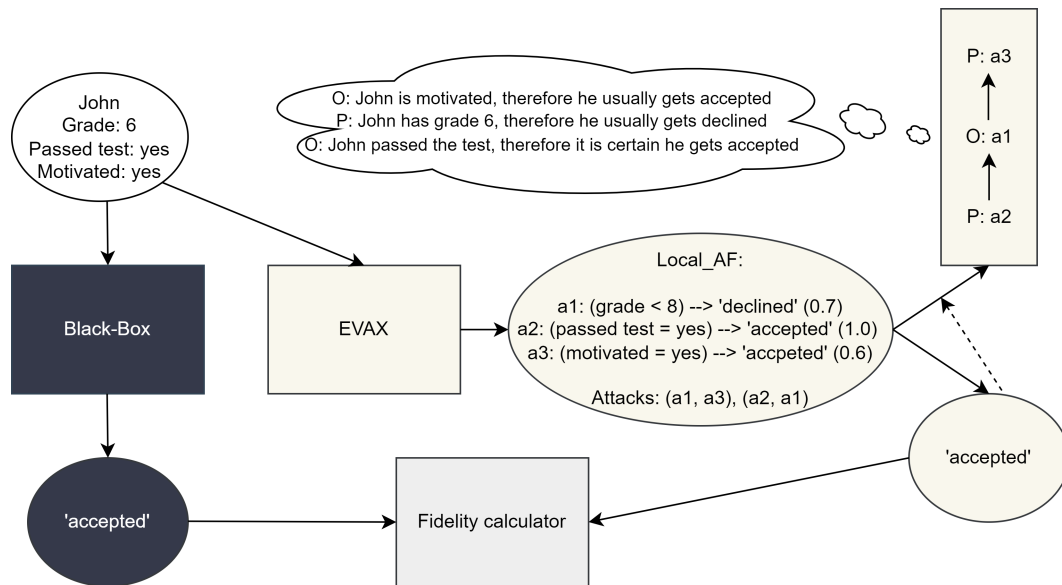 John
Grade: 6
Passed test: yes
Motivated: yes
O: John is motivated, therefore he usually gets accepted
P: John has grade 6, therefore he usually gets declined
O: John passed the test, therefore it is certain he gets accepted
P: a3
O: a1
P: a2
Black-Box
EVAX
Local_AF:
a1: (grade < 8) --> 'declined' (0.7)
a2: (passed test = yes) --> 'accepted' (1.0)
a3: (motivated = yes) --> 'accpeted' (0.6)
Attacks: (a1, a3), (a2, a1)
'accepted'
'accepted'
Fidelity calculator